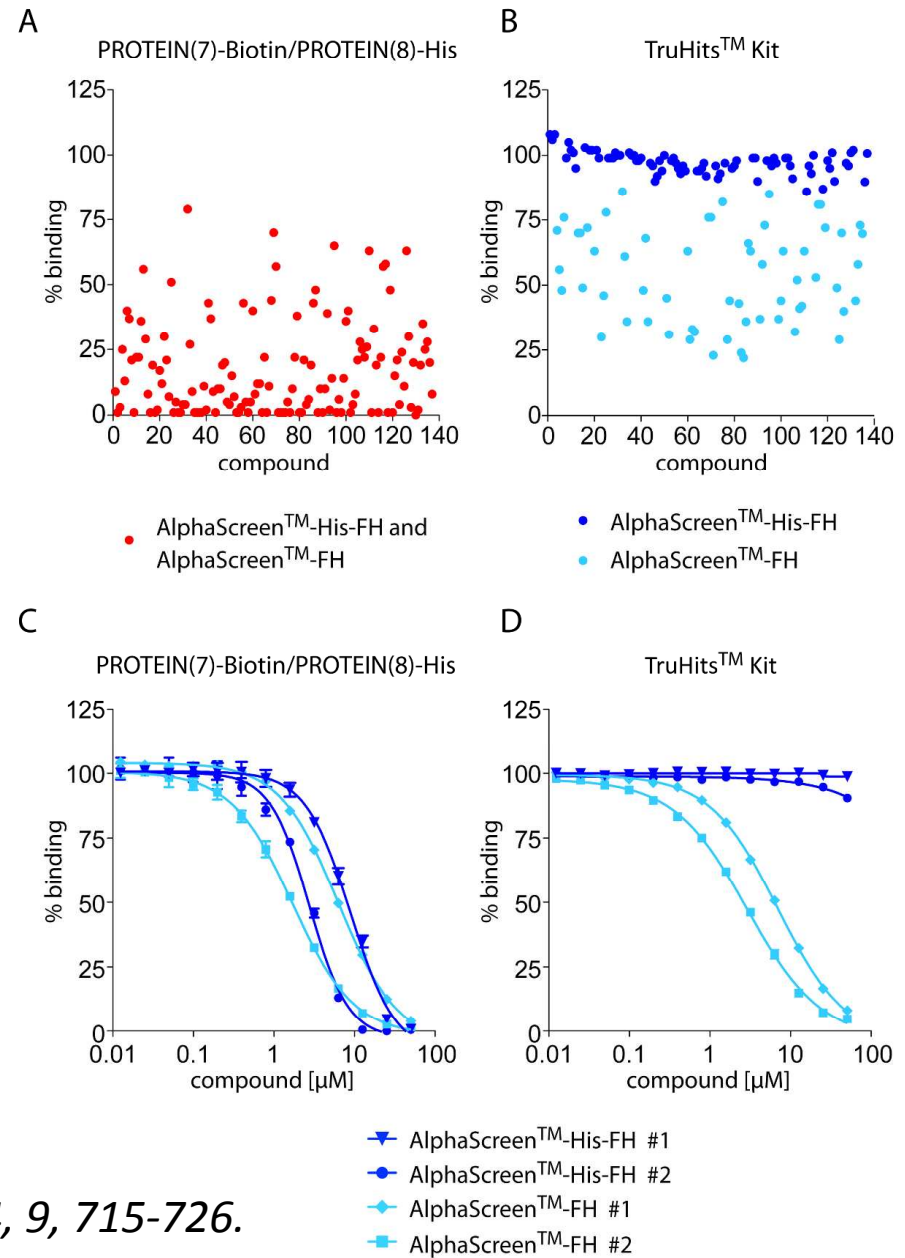 A
PROTEIN(7)-Biotin/PROTEIN(8)-His
125
100
75
50
25
0
% binding
0 20 40 60 80 100 120 140
compound
AlphaScreen™-His-FH and
AlphaScreen™-FH
B
TruHits™ Kit
125
100
75
50
25
0
% binding
0 20 40 60 80 100 120 140
compound
AlphaScreen™-His-FH
AlphaScreen™-FH
C
PROTEIN(7)-Biotin/PROTEIN(8)-His
125
100
75
50
25
0
% binding
0.01 0.1 1 10 100
compound [µM]
D
TruHits™ Kit
125
100
75
50
25
0
% binding
0.01 0.1 1 10 100
compound [µM]
AlphaScreen™-His-FH #1
AlphaScreen™-His-FH #2
AlphaScreen™-FH #1
AlphaScreen™-FH #2
, 9, 715-726.